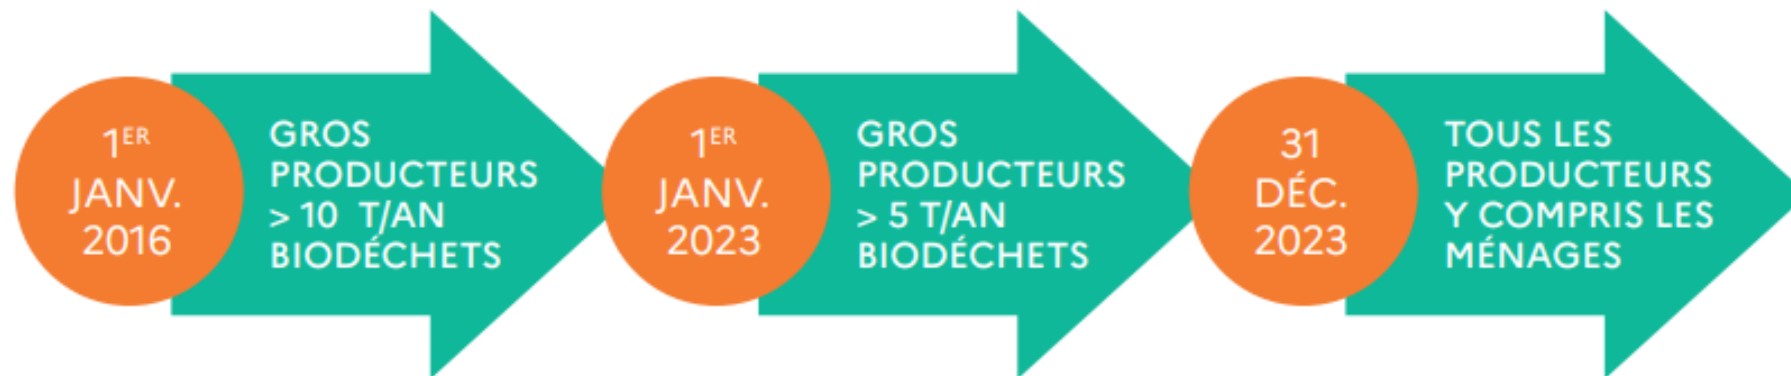 1ER
JANV.
2016
GROS
PRODUCTEURS
> 10 T/AN
BIODÉCHETS
1ER
JANV.
2023
GROS
PRODUCTEURS
> 5 T/AN
BIODÉCHETS
31
DÉC.
2023
TOUS LES
PRODUCTEURS
Y COMPRIS LES
MÉNAGES